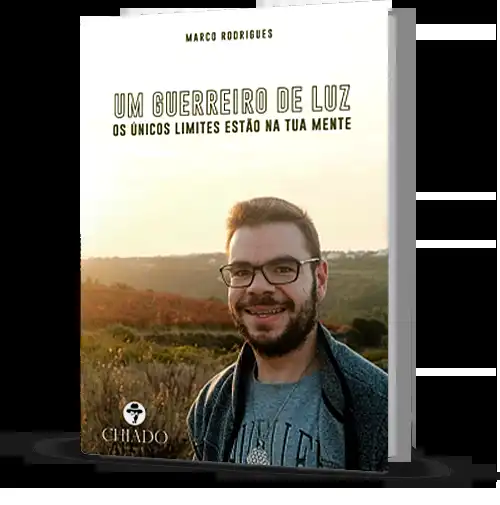 MARCO RODRIGUES
UM GUERREIRO DE LUZ
OS ÚNICOS LIMITES ESTÃO NA TUA MENTE
CHIADO